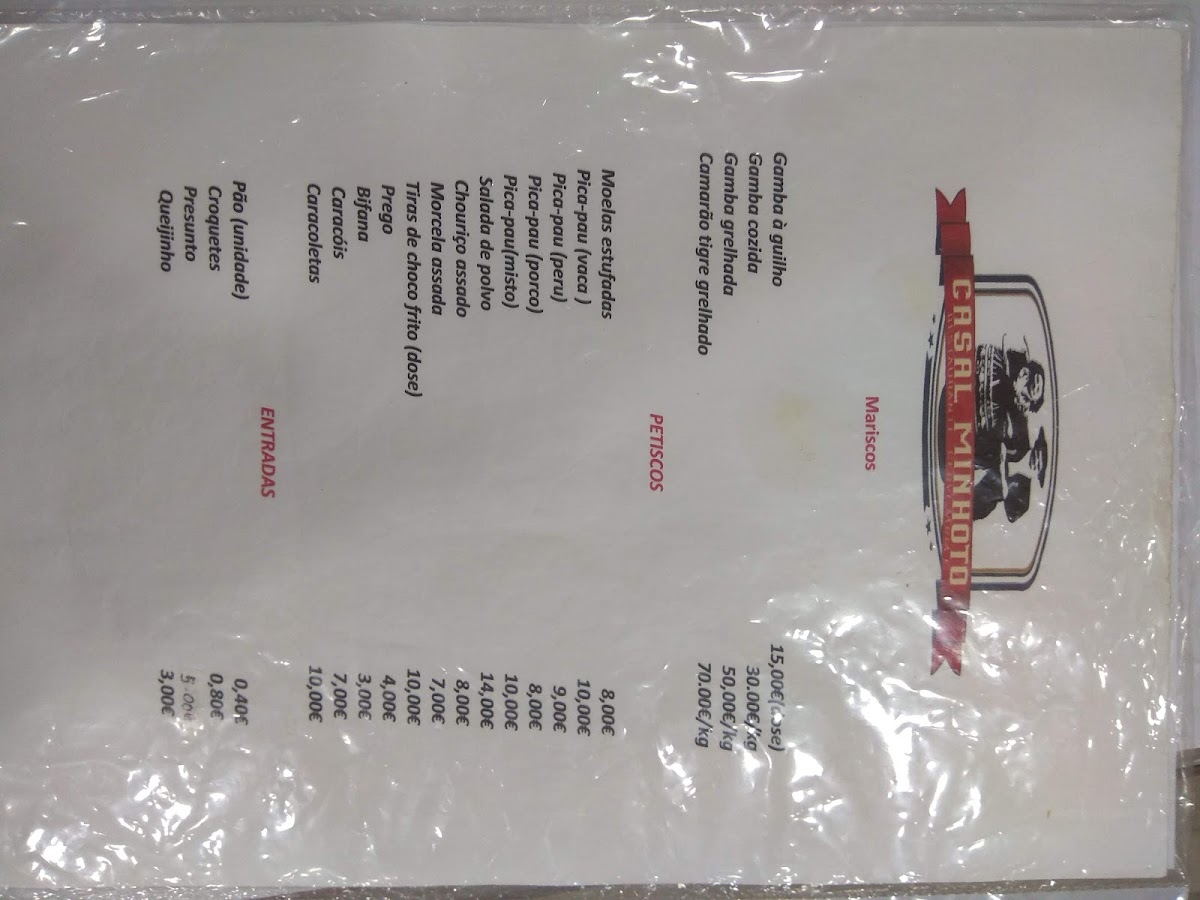 CASAL MINHOTO
Mariscos
Gamba à guilho 15,00€(dose)
Gamba cozida 30.00€/kg
Gamba grelhada 50,00€/kg
Camarão tigre grelhado 70.00€/kg
PETISCOS
Moelas estufadas 8,00€
Pica-pau (vaca ) 10,00€
Pica-pau (peru) 9,00€
Pica-pau (porco) 8,00€
Pica-pau(misto) 10,00€
Salada de polvo 14,00€
Chouriço assado 8,00€
Morcela assada 7,00€
Tiras de choco frito (dose) 10,00€
Prego 4,00€
Bifana 3,00€
Caracóis 7,00€
Caracoletas 10,00€
ENTRADAS
Pão (unidade) 0,40€
Croquetes 0,80€
Presunto 5.00€
Queijinho 3,00€